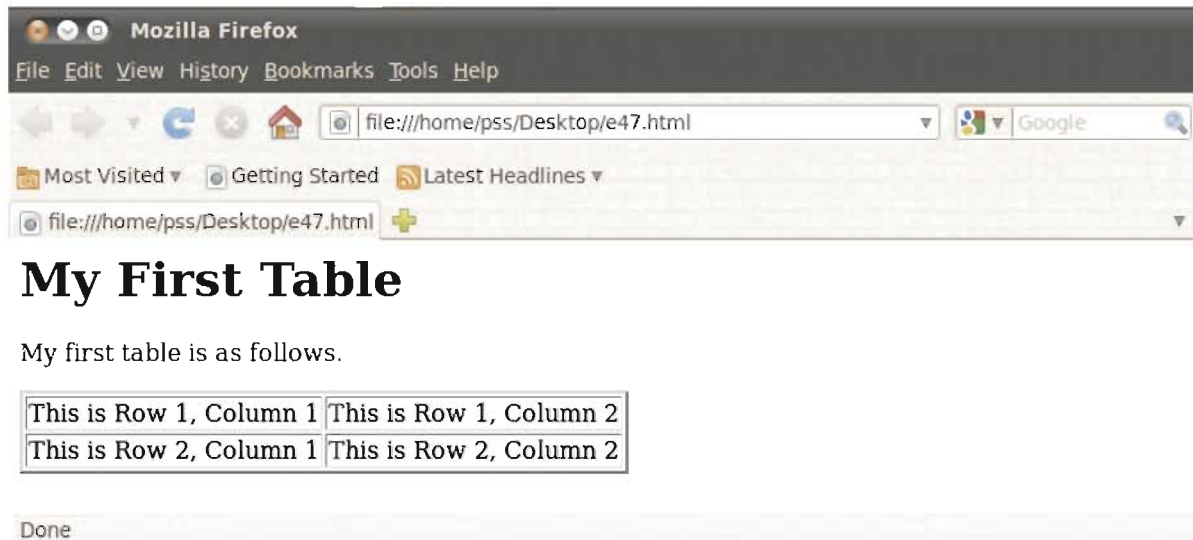 Mozilla Firefox
File Edit View History Bookmarks Tools Help
file:///home/pss/Desktop/e47.html Google
Most Visited Getting Started Latest Headlines
file:///home/pss/Desktop/e47.html
My First Table
My first table is as follows.
This is Row 1, Column 1 This is Row 1, Column 2
This is Row 2, Column 1 This is Row 2, Column 2
Done